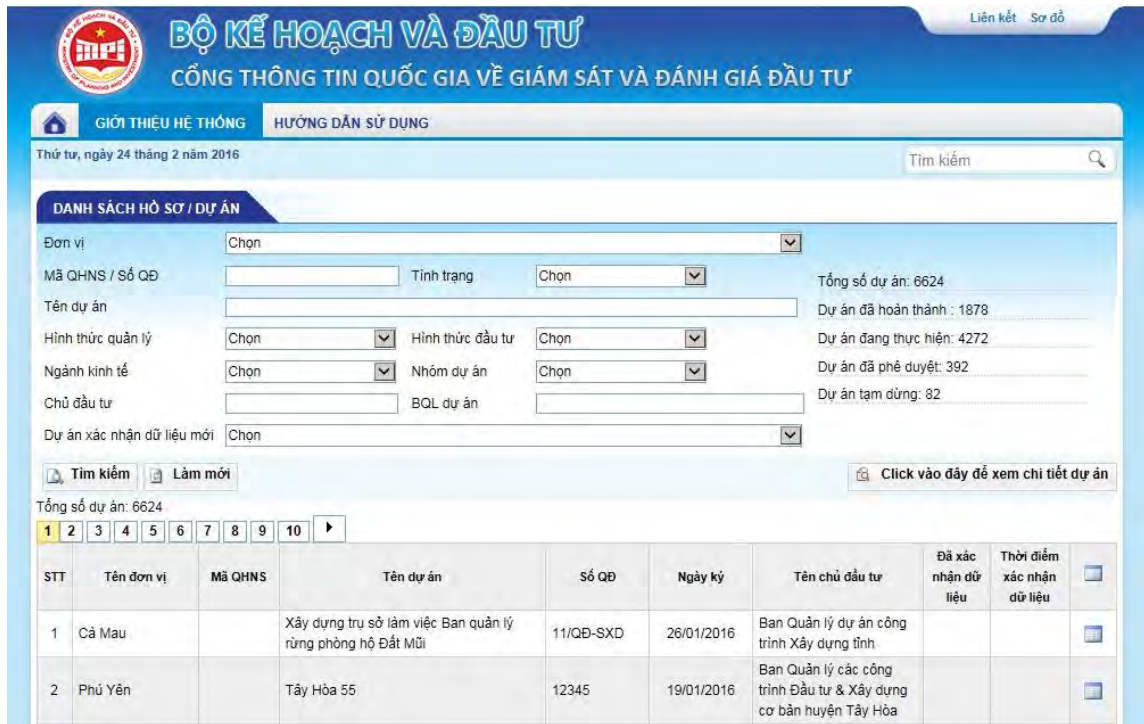 Liên kết Sơ đồ
BỘ KẾ HOẠCH VÀ ĐẦU TƯ
CỔNG THÔNG TIN QUỐC GIA VỀ GIÁM SÁT VÀ ĐÁNH GIÁ ĐẦU TƯ
MPI
GIỚI THIỆU HỆ THỐNG HƯỚNG DẪN SỬ DỤNG
Thứ tư, ngày 24 tháng 2 năm 2016
Tìm kiếm
DANH SÁCH HỒ SƠ / DỰ ÁN
Đơn vị Chọn
Mã QHNS / Số QĐ Tình trạng Chọn
Tên dự án
Hình thức quản lý Chọn Hình thức đầu tư Chọn
Ngành kinh tế Chọn Nhóm dự án Chọn
Chủ đầu tư BQL dự án
Dự án xác nhận dữ liệu mới Chọn
Tổng số dự án: 6624
Dự án đã hoàn thành : 1878
Dự án đang thực hiện: 4272
Dự án đã phê duyệt: 392
Dự án tạm dừng: 82
Tìm kiếm Làm mới Click vào đây để xem chi tiết dự án
Tổng số dự án: 6624
1 2 3 4 5 6 7 8 9 10
STT Tên đơn vị Mã QHNS Tên dự án Số QĐ Ngày ký Tên chủ đầu tư
Đã xác
nhận dữ
liệu
Thời điểm
xác nhận
dữ liệu
1 Cà Mau
Xây dựng trụ sở làm việc Ban quản lý
rừng phòng hộ Đất Mũi
11/QĐ-SXD 26/01/2016
Ban Quản lý dự án công
trình Xây dựng tỉnh
2 Phú Yên Tây Hòa 55 12345 19/01/2016
Ban Quản lý các công
trình Đầu tư & Xây dựng
cơ bản huyện Tây Hòa